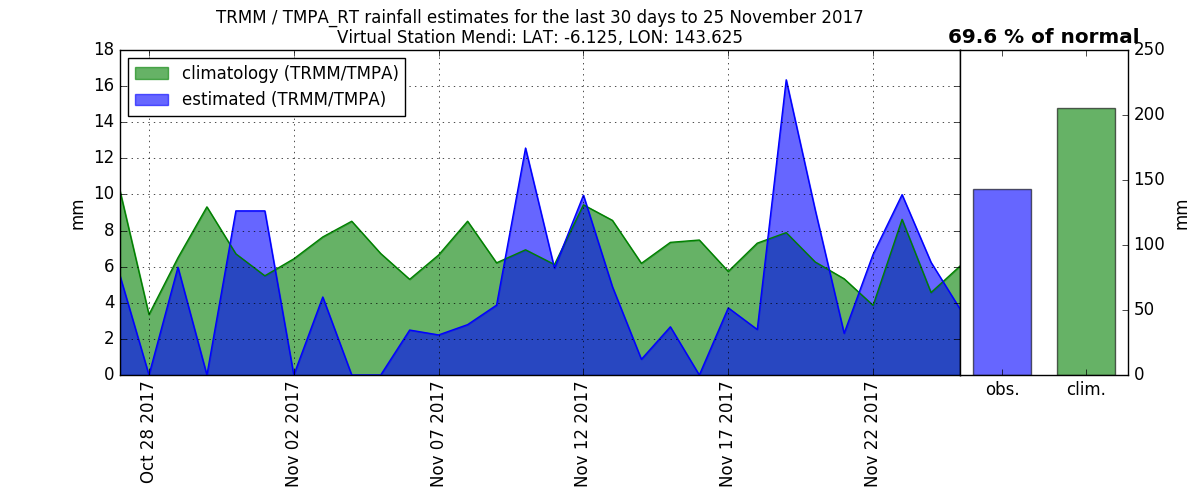 TRMM / TMPA_RT rainfall estimates for the last 30 days to 25 November 2017
Virtual Station Mendi: LAT: -6.125, LON: 143.625
69.6 % of normal
climatology (TRMM/TMPA)
estimated (TRMM/TMPA)
18
16
14
12
10
8
6
4
2
0
mm
Oct 28 2017
Nov 02 2017
Nov 07 2017
Nov 12 2017
Nov 17 2017
Nov 22 2017
obs.
clim.
250
200
150
100
50
0
mm